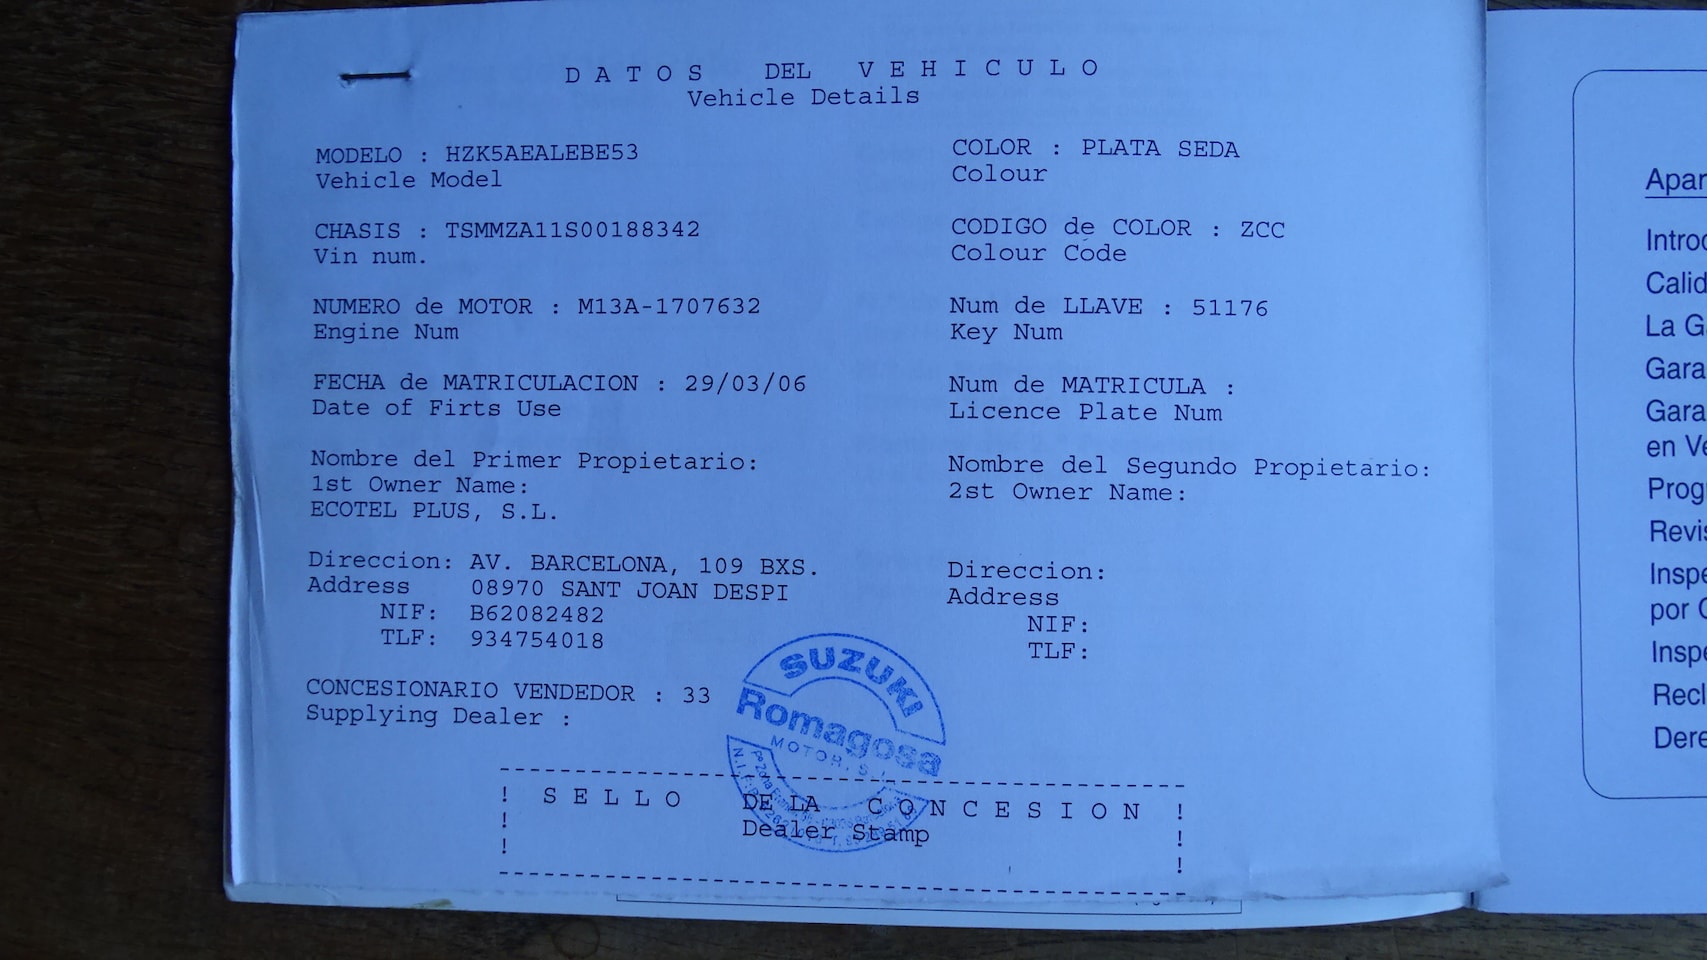 DATOS DEL VEHICULO
Vehicle Details
MODELO : HZK5AEALEBE53
Vehicle Model
CHASIS : TSMMZA11S00188342
Vin num.
NUMERO de MOTOR : M13A-1707632
Engine Num
FECHA de MATRICULACION : 29/03/06
Date of Firts Use
Nombre del Primer Propietario:
1st Owner Name:
ECOTEL PLUS, S.L.
Direccion: AV. BARCELONA, 109 BXS.
Address 08970 SANT JOAN DESPI
NIF: B62082482
TLF: 934754018
CONCESIONARIO VENDEDOR : 33
Supplying Dealer :
COLOR : PLATA SEDA
Colour
CODIGO de COLOR : ZCC
Colour Code
Num de LLAVE : 51176
Key Num
Num de MATRICULA :
Licence Plate Num
Nombre del Segundo Propietario:
2st Owner Name:
Direccion:
Address
NIF:
TLF:
SUZUKI
Romagosa
MOTOR, S.L.
! SELLO DE LA CONCESION !
! Dealer Stamp !
! !
Apar
Introd
Calid
La G
Gara
Gara
en Ve
Prog
Revis
Inspe
por C
Inspe
Recl
Dere